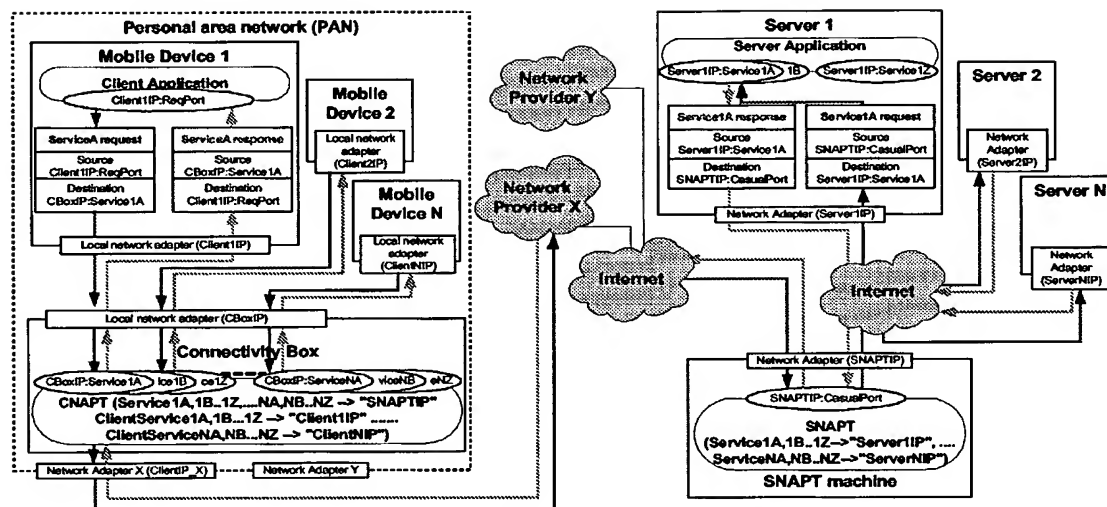 Personal area network (PAN)
Mobile Device 1
Client Application
Client1IP:ReqPort
ServiceA request
Source
Client1IP:ReqPort
Destination
CBoxIP:Service1A
ServiceA response
Source
CBoxIP:Service1A
Destination
Client1IP:ReqPort
Local network adapter (Client1IP)
Mobile
Device 2
Local network
adapter
(Client2IP)
Mobile
Device N
Local network
adapter
(ClientNIP)
Local network adapter (CBoxIP)
Connectivity Box
CBoxIP:Service1A
ice1B
ce1Z
CBoxIP:ServiceNA
viceNB
eNZ
CNAPT (Service1A,1B..1Z,....NA,NB..NZ --> "SNAPTIP"
ClientService1A,1B...1Z --> "Client1IP" .......
ClientServiceNA,NB...NZ --> "ClientNIP")
Network Adapter X (ClientIP_X)
Network Adapter Y
Network
Provider Y
Network
Provider X
Internet
Server 1
Server Application
Server1IP:Service1A
1B
Server1IP:Service1Z
Service1A response
Source
Server1IP:Service1A
Destination
SNAPTIP:CasualPort
Service1A request
Source
SNAPTIP:CasualPort
Destination
Server1IP:Service1A
Network Adapter (Server1IP)
Server 2
Network
Adapter
(Server2IP)
Server N
Network
Adapter
(ServerNIP)
Internet
Network Adapter (SNAPTIP)
SNAPTIP:CasualPort
SNAPT
(Service1A,1B..1Z-->"Server1IP", ....
ServiceNA,NB..NZ-->"ServerNIP")
SNAPT machine